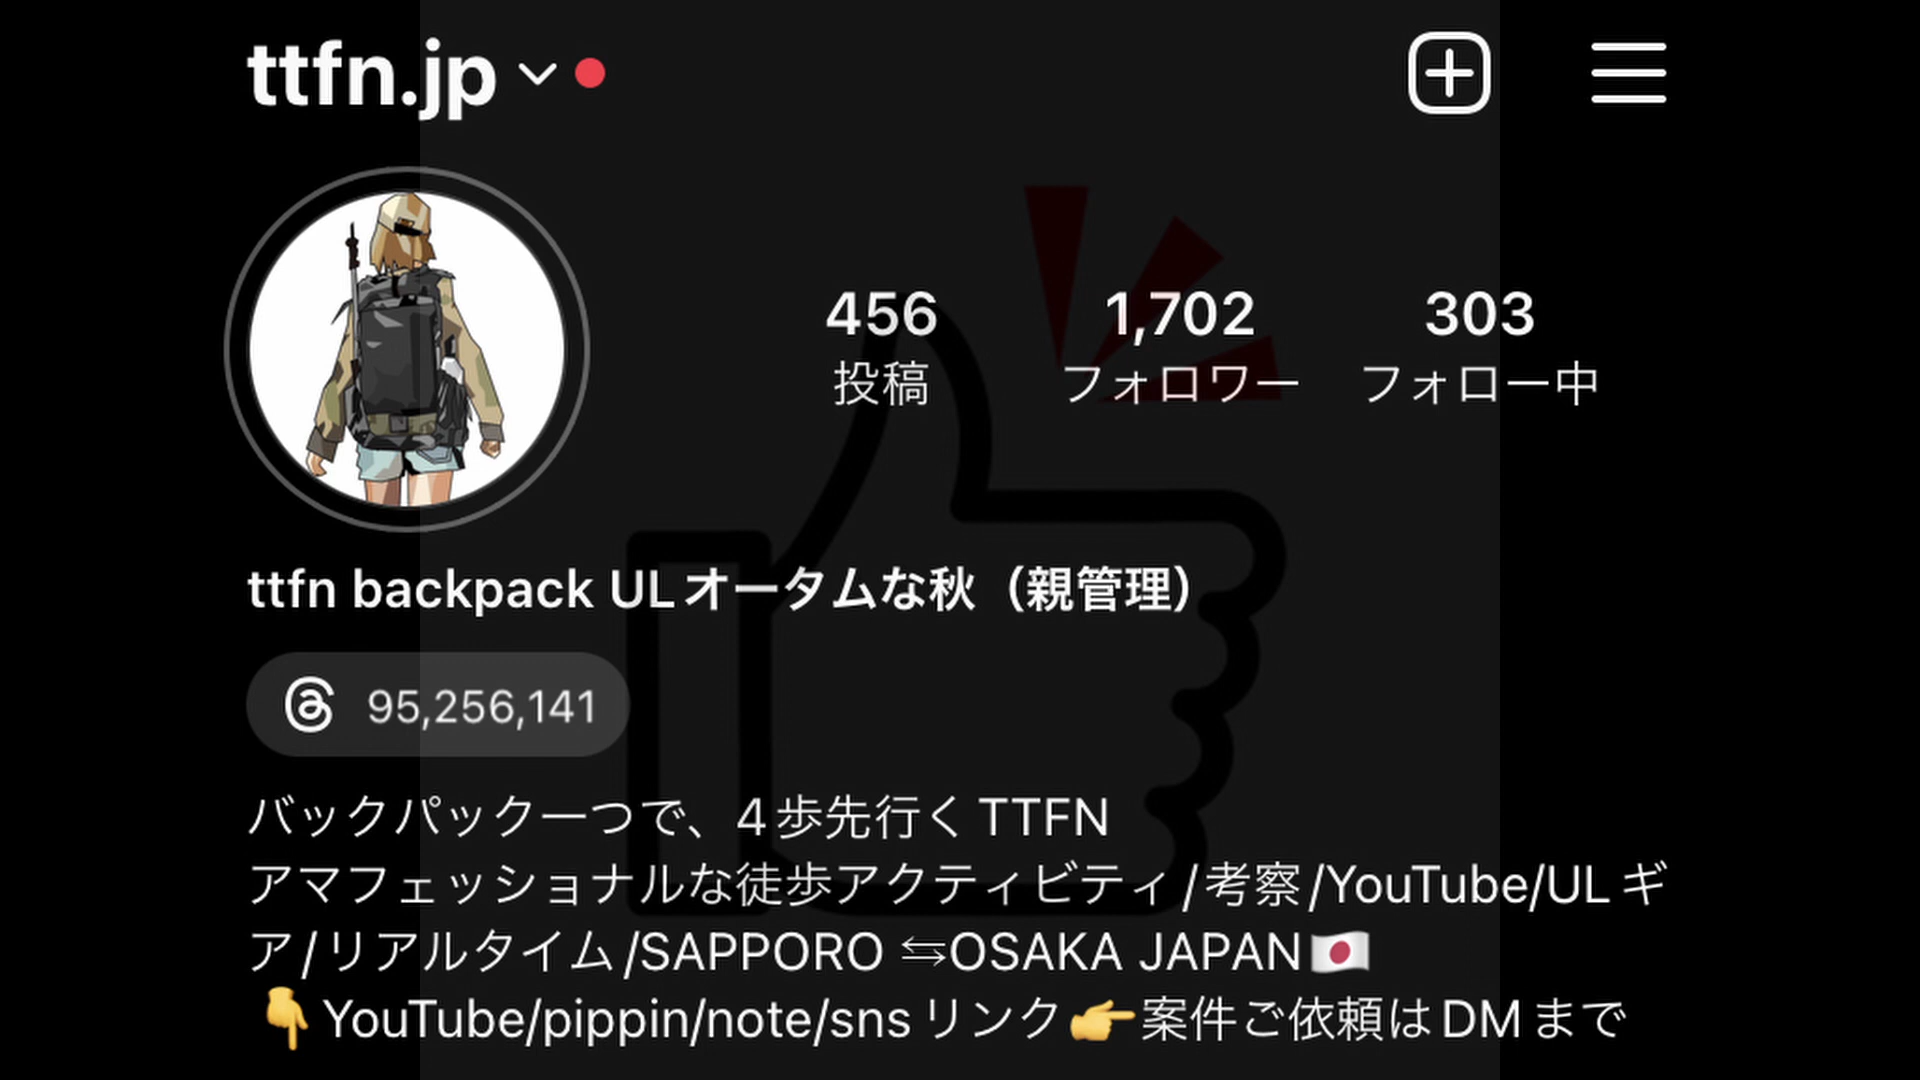 ttfn.jp
456 1,702 303
投稿 フォロワー フォロー中
ttfn backpack ULオータムな秋（親管理）
95,256,141
バックパック一つで、4歩先行くTTFN
アマフェッショナルな徒歩アクティビティ/考察/YouTube/ULギ
ア/リアルタイム/SAPPORO ⇆OSAKA JAPAN🇯🇵
👇YouTube/pippin/note/snsリンク👉案件ご依頼はDMまで